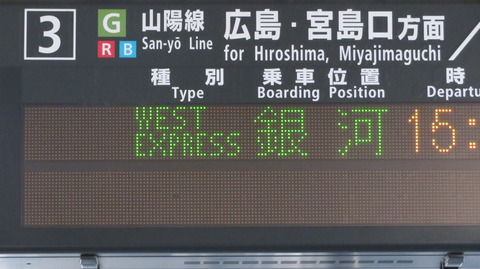 3 G 山陽線 広島・宮島口方面
R B San-yō Line for Hiroshima, Miyajimaguchi
種別 乗車位置 時
Type Boarding Position Departu
WEST EXPRESS 銀河 15: